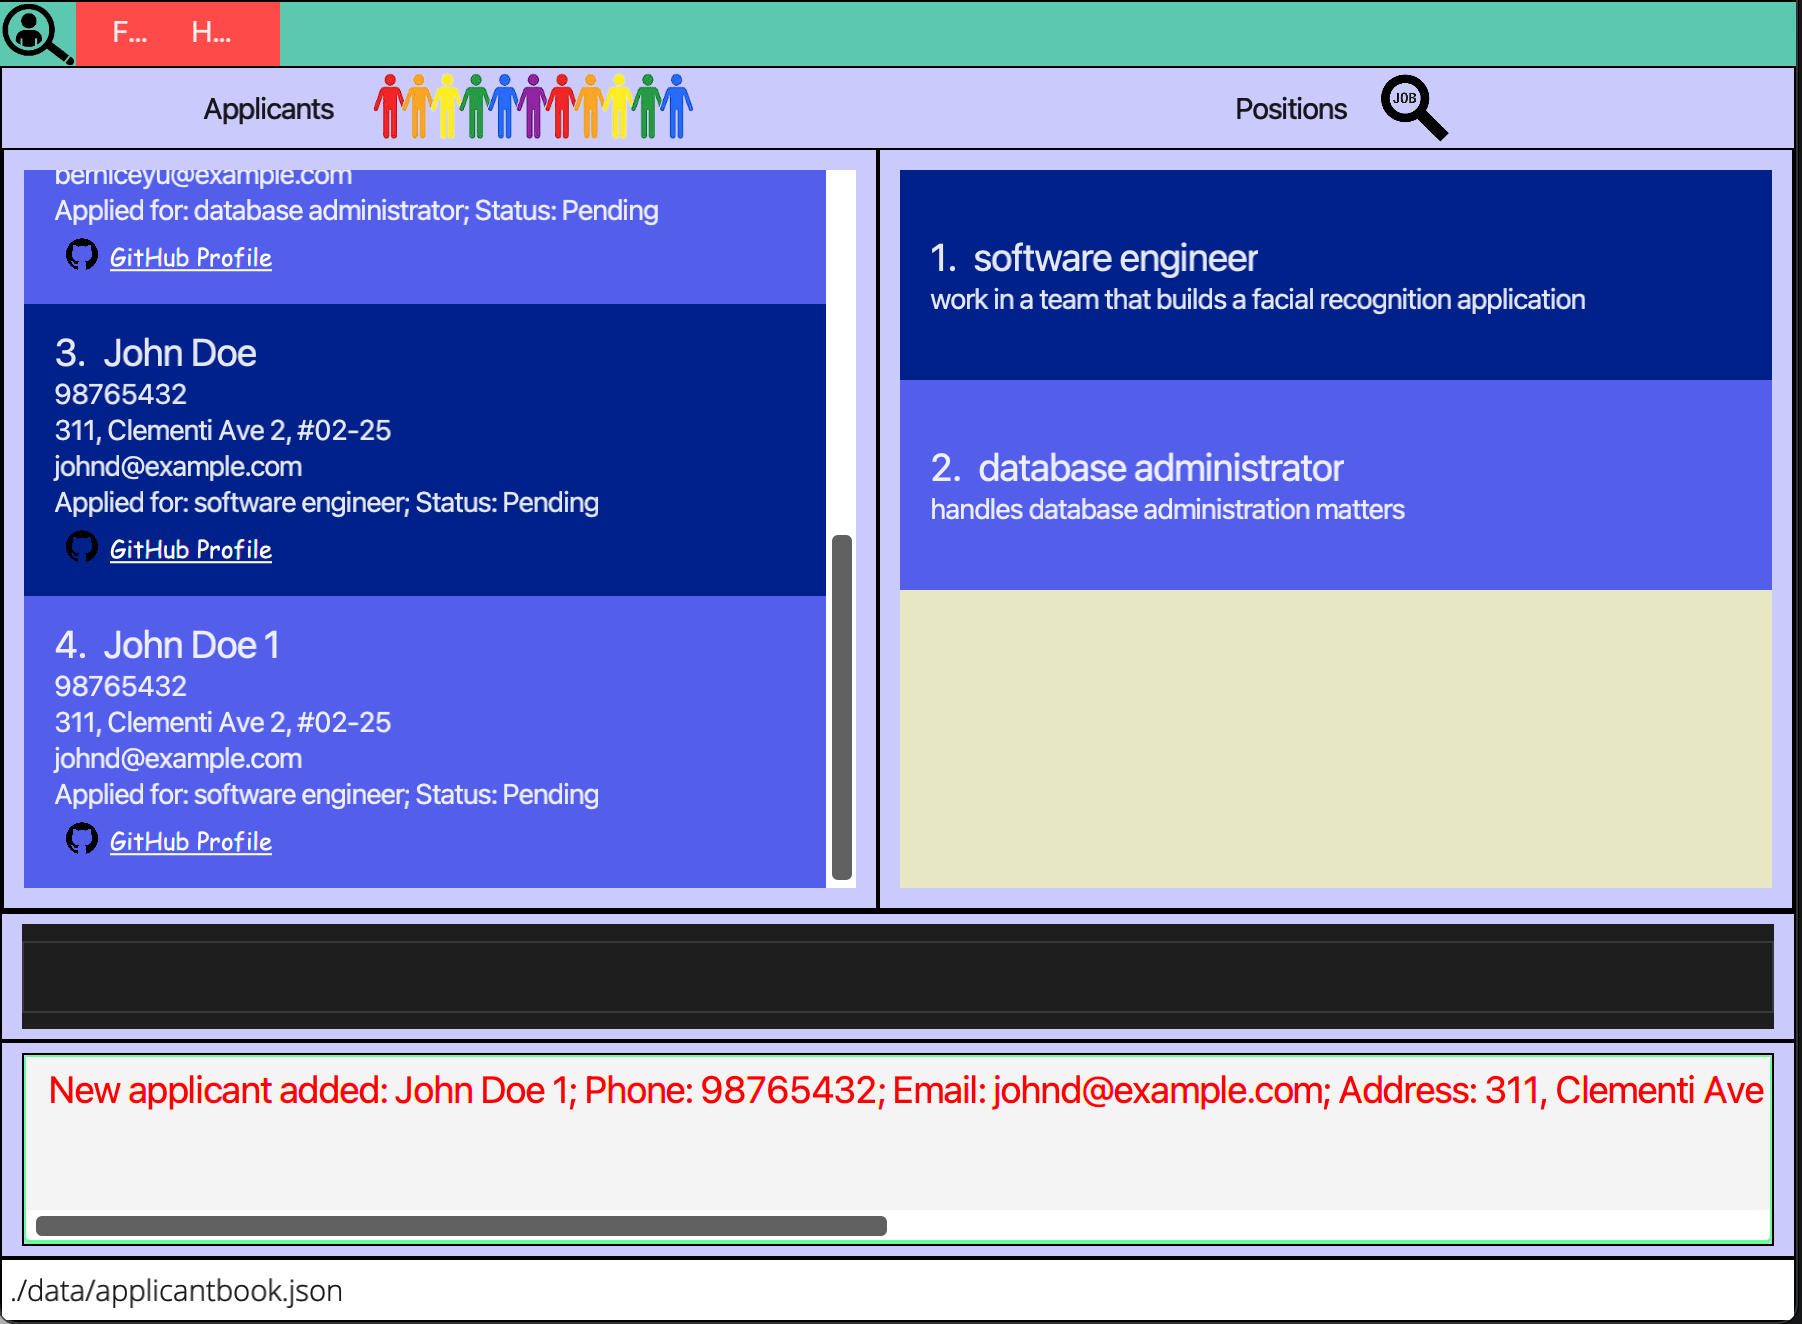 F... H...
Applicants
Positions
JOB
berniceyu@example.com
Applied for: database administrator; Status: Pending
GitHub Profile
3. John Doe
98765432
311, Clementi Ave 2, #02-25
johnd@example.com
Applied for: software engineer; Status: Pending
GitHub Profile
4. John Doe 1
98765432
311, Clementi Ave 2, #02-25
johnd@example.com
Applied for: software engineer; Status: Pending
GitHub Profile
1. software engineer
work in a team that builds a facial recognition application
2. database administrator
handles database administration matters
New applicant added: John Doe 1; Phone: 98765432; Email: johnd@example.com; Address: 311, Clementi Ave
./data/applicantbook.json